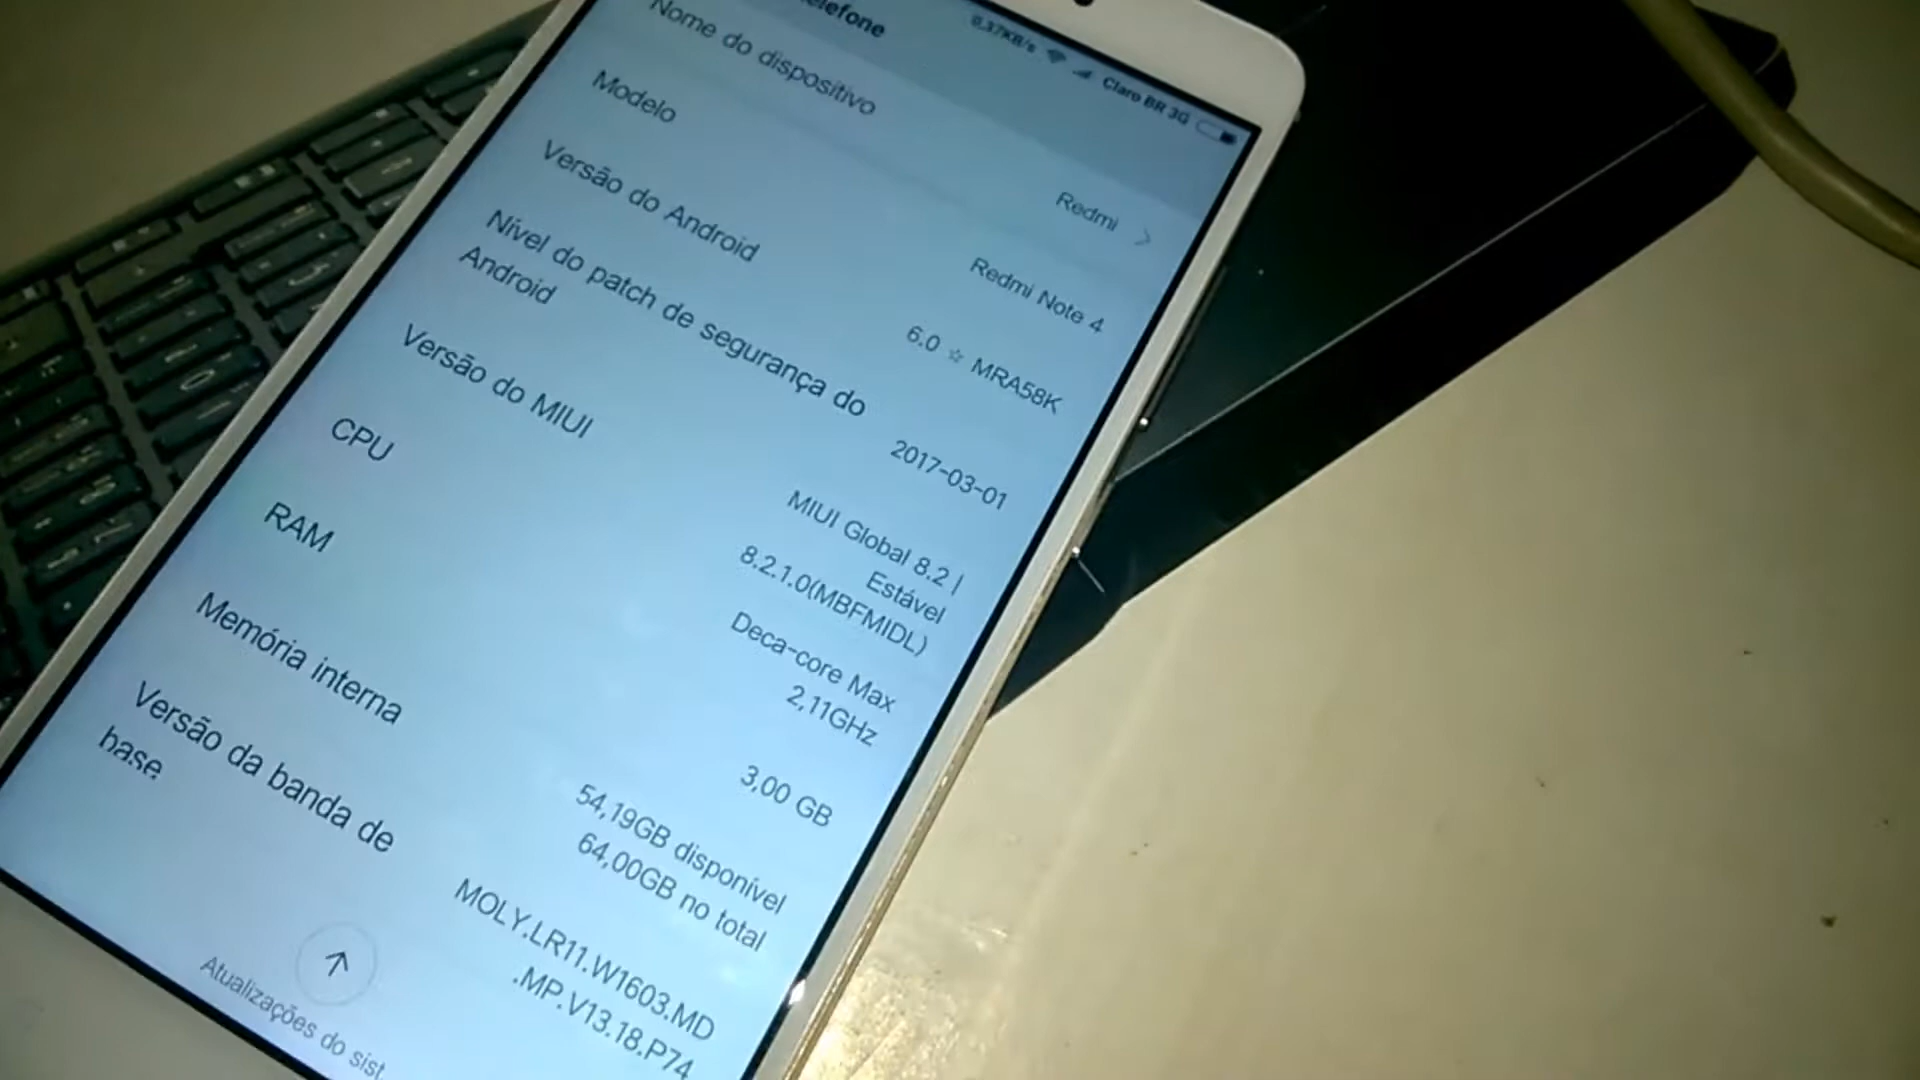 elefone
0,37KB/s Claro BR 3G
Nome do dispositivo
Redmi
Modelo
Redmi Note 4
Versão do Android
6.0 ☆ MRA58K
Nível do patch de segurança do
Android
2017-03-01
Versão do MIUI
MIUI Global 8.2 |
Estável
8.2.1.0(MBFMIDL)
CPU
Deca-core Max
2,11GHz
RAM
3,00 GB
Memória interna
54,19GB disponível
64,00GB no total
Versão da banda de
base
MOLY.LR11.W1603.MD
.MP.V13.18.P74
Atualizações do sist.